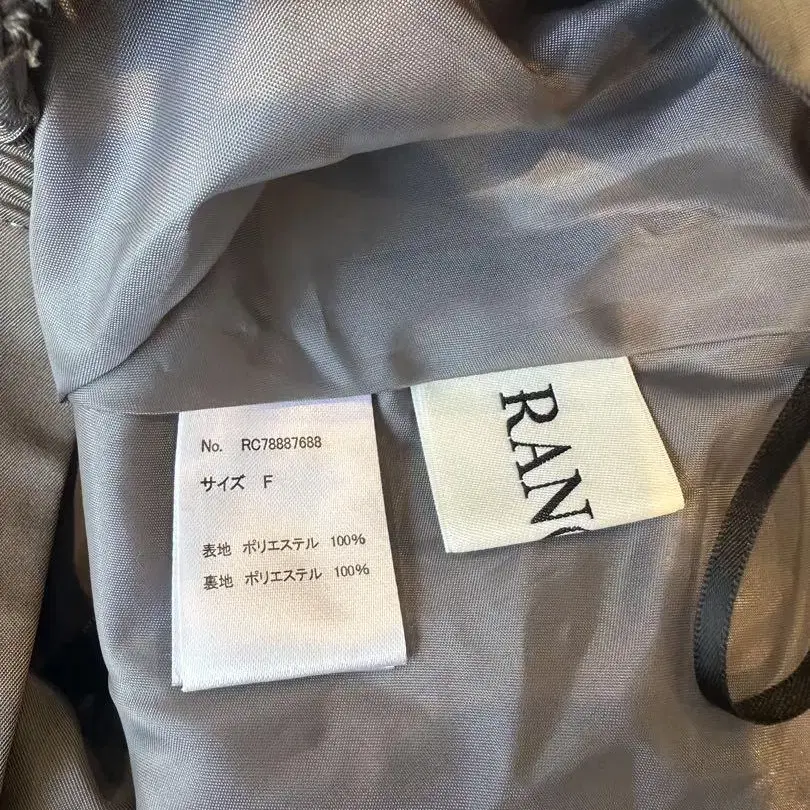 No. RC78887688
サイズ F
表地 ポリエステル 100%
裏地 ポリエステル 100%
RAN